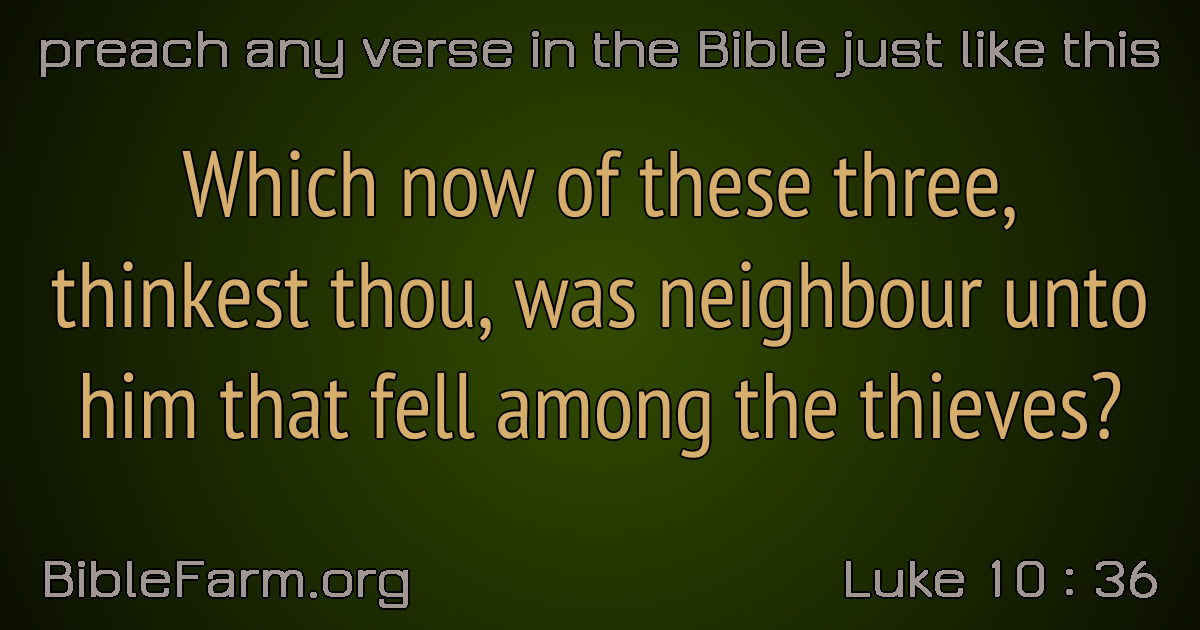 preach any verse in the Bible just like this
Which now of these three,
thinkest thou, was neighbour unto
him that fell among the thieves?
BibleFarm.org
Luke 10 : 36